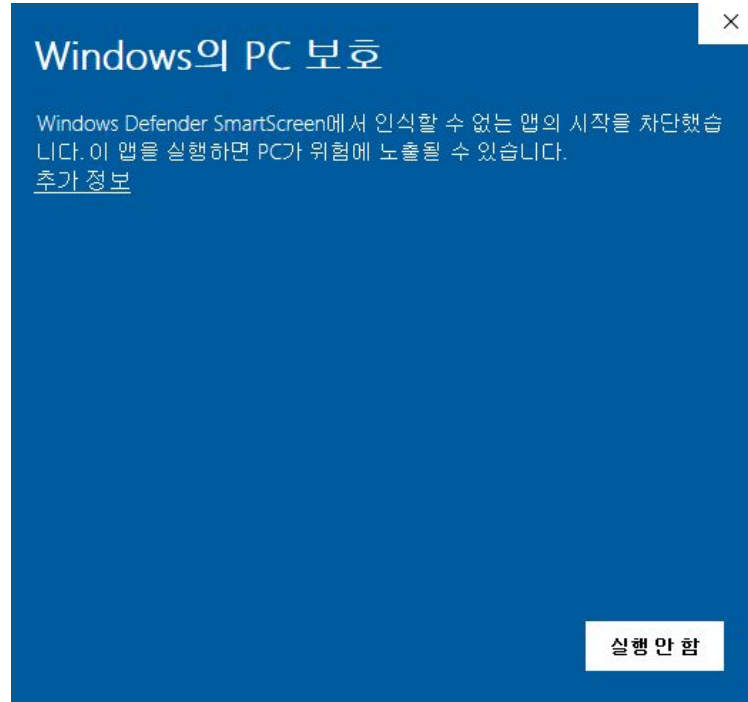 Windows의 PC 보호
Windows Defender SmartScreen에서 인식할 수 없는 앱의 시작을 차단했습
니다. 이 앱을 실행하면 PC가 위험에 노출될 수 있습니다.
추가 정보
실행 안 함